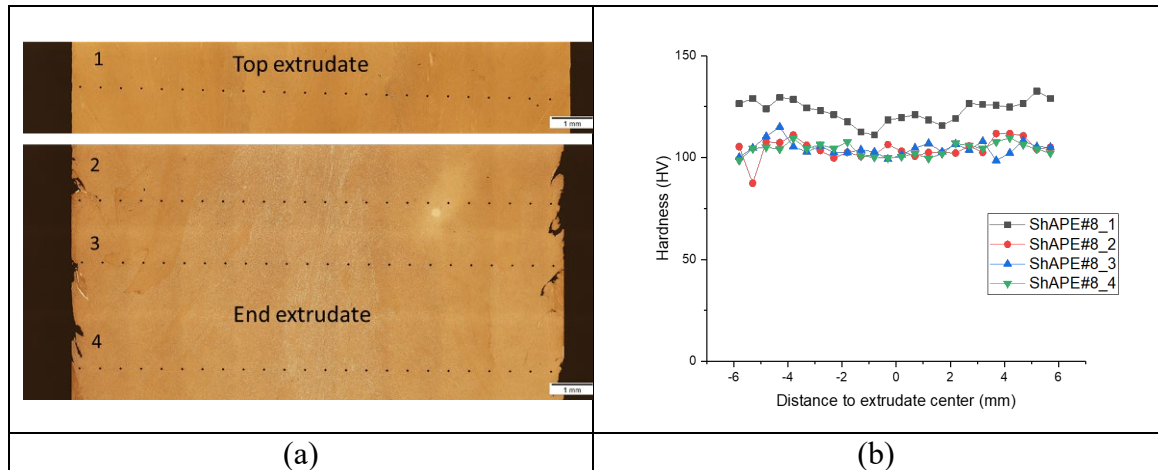 1
Top extrudate
1 mm
2
3
End extrudate
4
1 mm
(a)
150
100
50
0
Hardness (HV)
-6 -4 -2 0 2 4 6
Distance to extrudate center (mm)
ShAPE#8_1
ShAPE#8_2
ShAPE#8_3
ShAPE#8_4
(b)